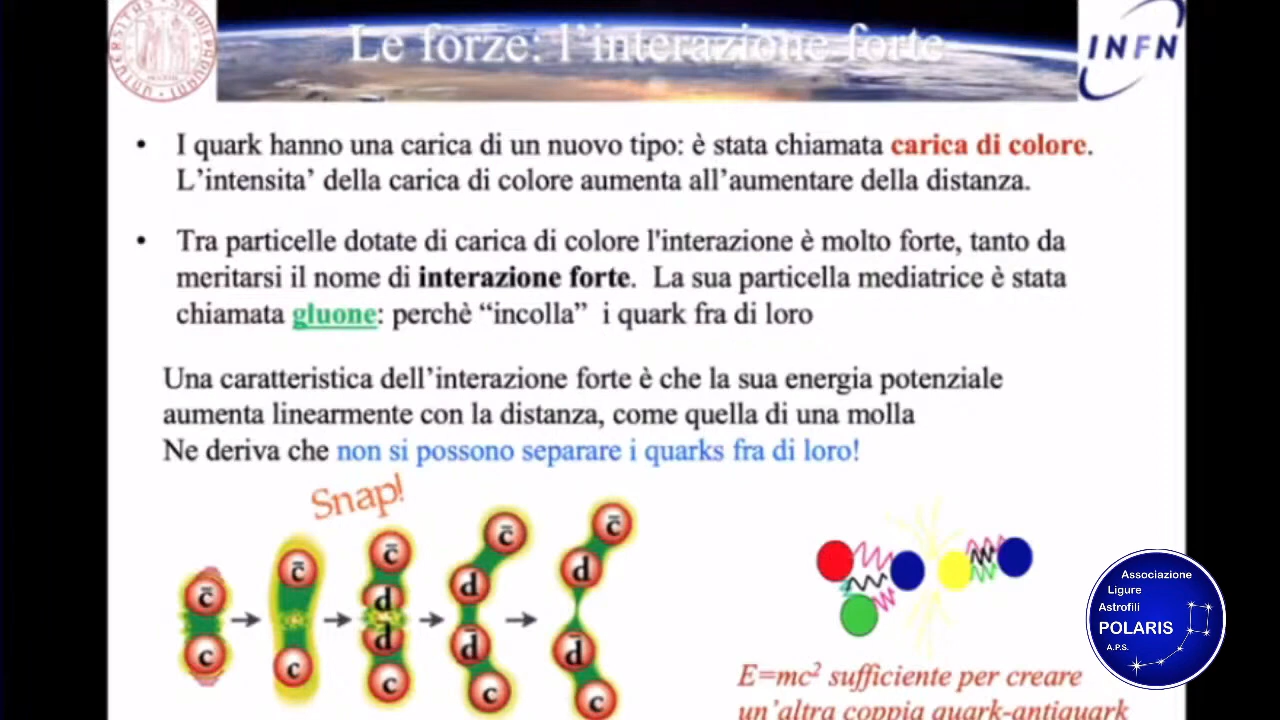 Le forze: l'interazione forte
INFN
• I quark hanno una carica di un nuovo tipo: è stata chiamata carica di colore.
L'intensita' della carica di colore aumenta all'aumentare della distanza.
• Tra particelle dotate di carica di colore l'interazione è molto forte, tanto da
meritarsi il nome di interazione forte. La sua particella mediatrice è stata
chiamata gluone: perchè “incolla” i quark fra di loro
Una caratteristica dell'interazione forte è che la sua energia potenziale
aumenta linearmente con la distanza, come quella di una molla
Ne deriva che non si possono separare i quarks fra di loro!
Snap!
c̄ c̄ c̄ c̄ c̄
d d d
c c d̄ d̄ d̄
c c c
Associazione
Ligure
Astrofili
POLARIS
A.P.S.
E=mc² sufficiente per creare
un'altra coppia quark-antiquark